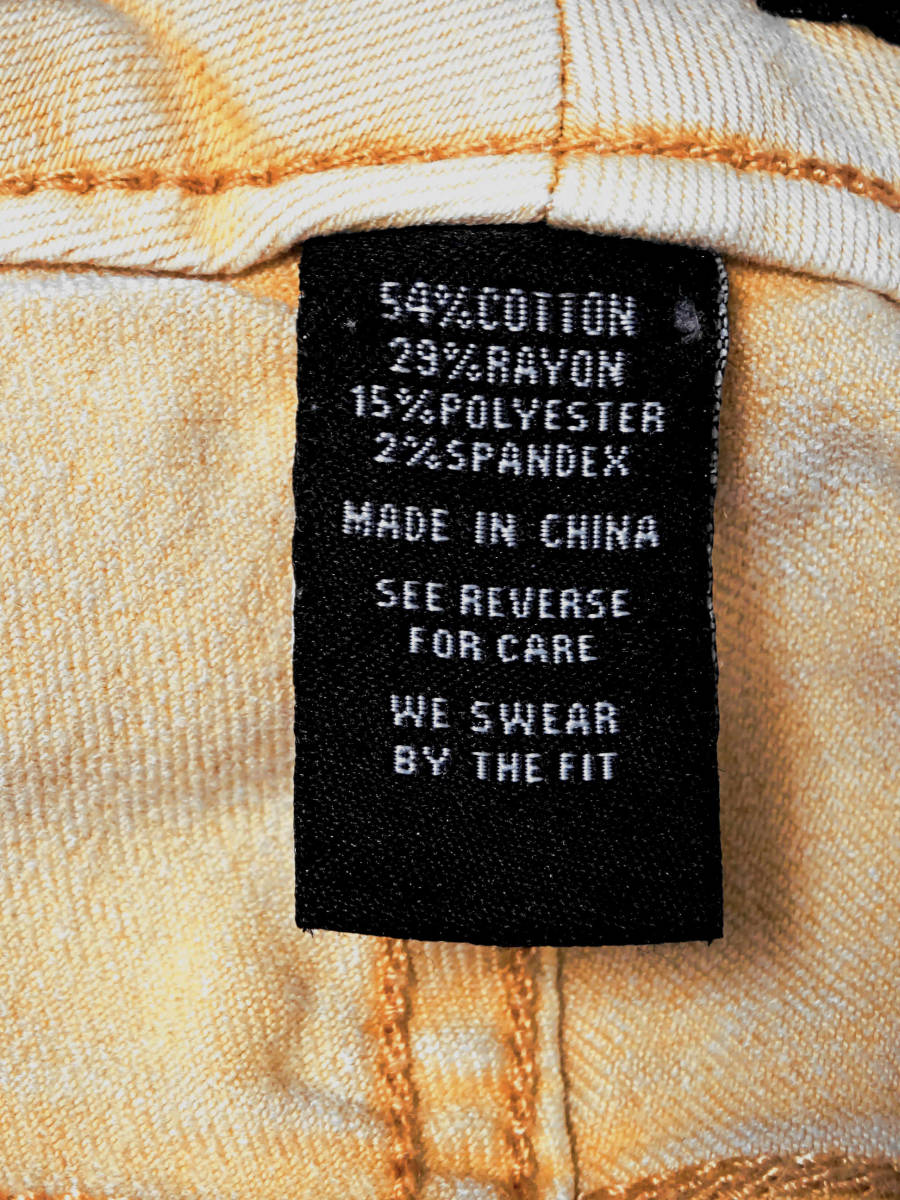 54%COTTON
29%RAYON
15%POLYESTER
2%SPANDEX
MADE IN CHINA
SEE REVERSE
FOR CARE
WE SWEAR
BY THE FIT